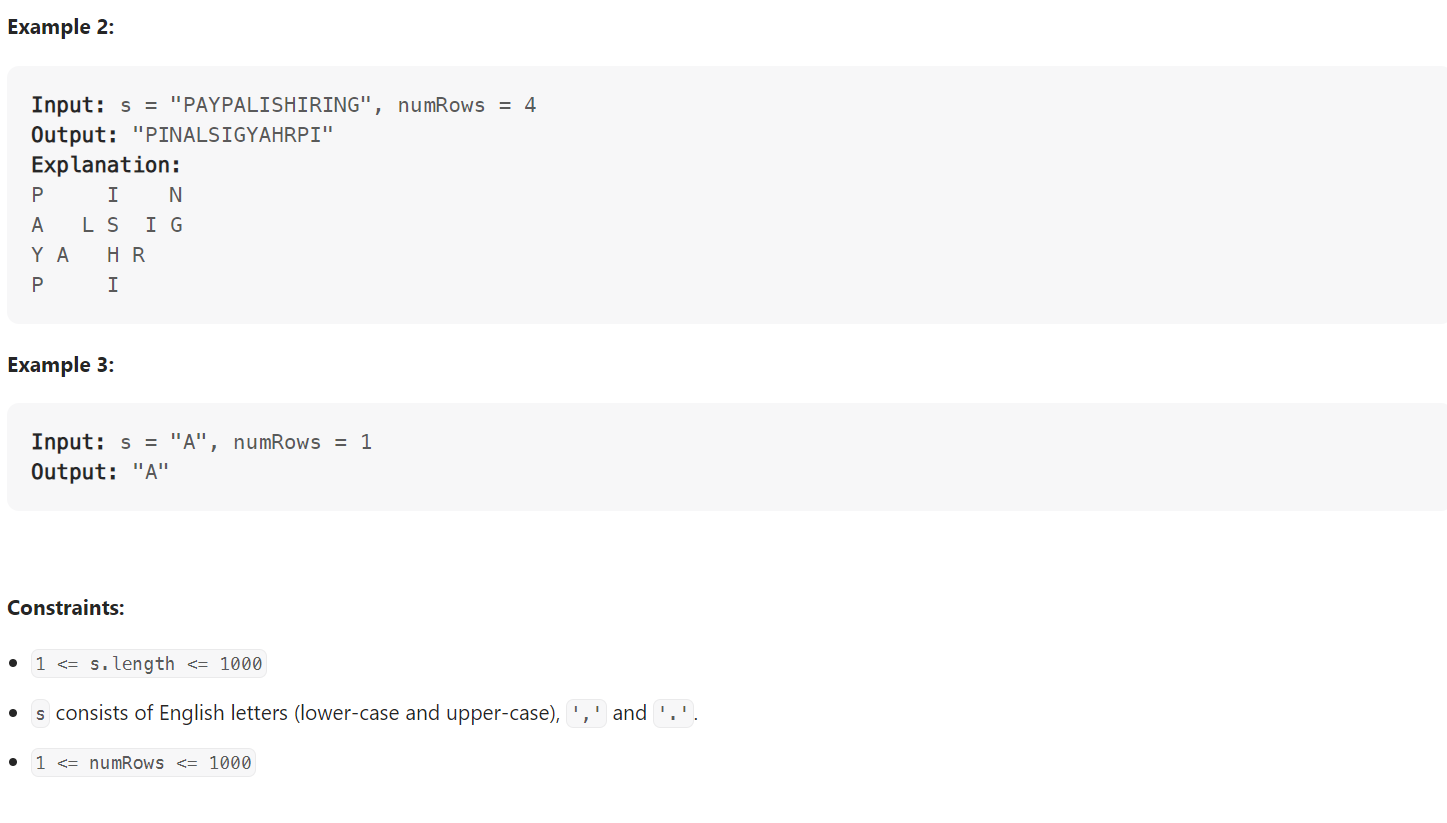 Example 2:
Input: s = "PAYPALISHIRING", numRows = 4
Output: "PINALSIGYAHRPI"
Explanation:
P     I    N
A   L S  I G
Y A   H R
P     I
Example 3:
Input: s = "A", numRows = 1
Output: "A"
Constraints:
• 1 <= s.length <= 1000
• s consists of English letters (lower-case and upper-case), ',' and '.'.
• 1 <= numRows <= 1000